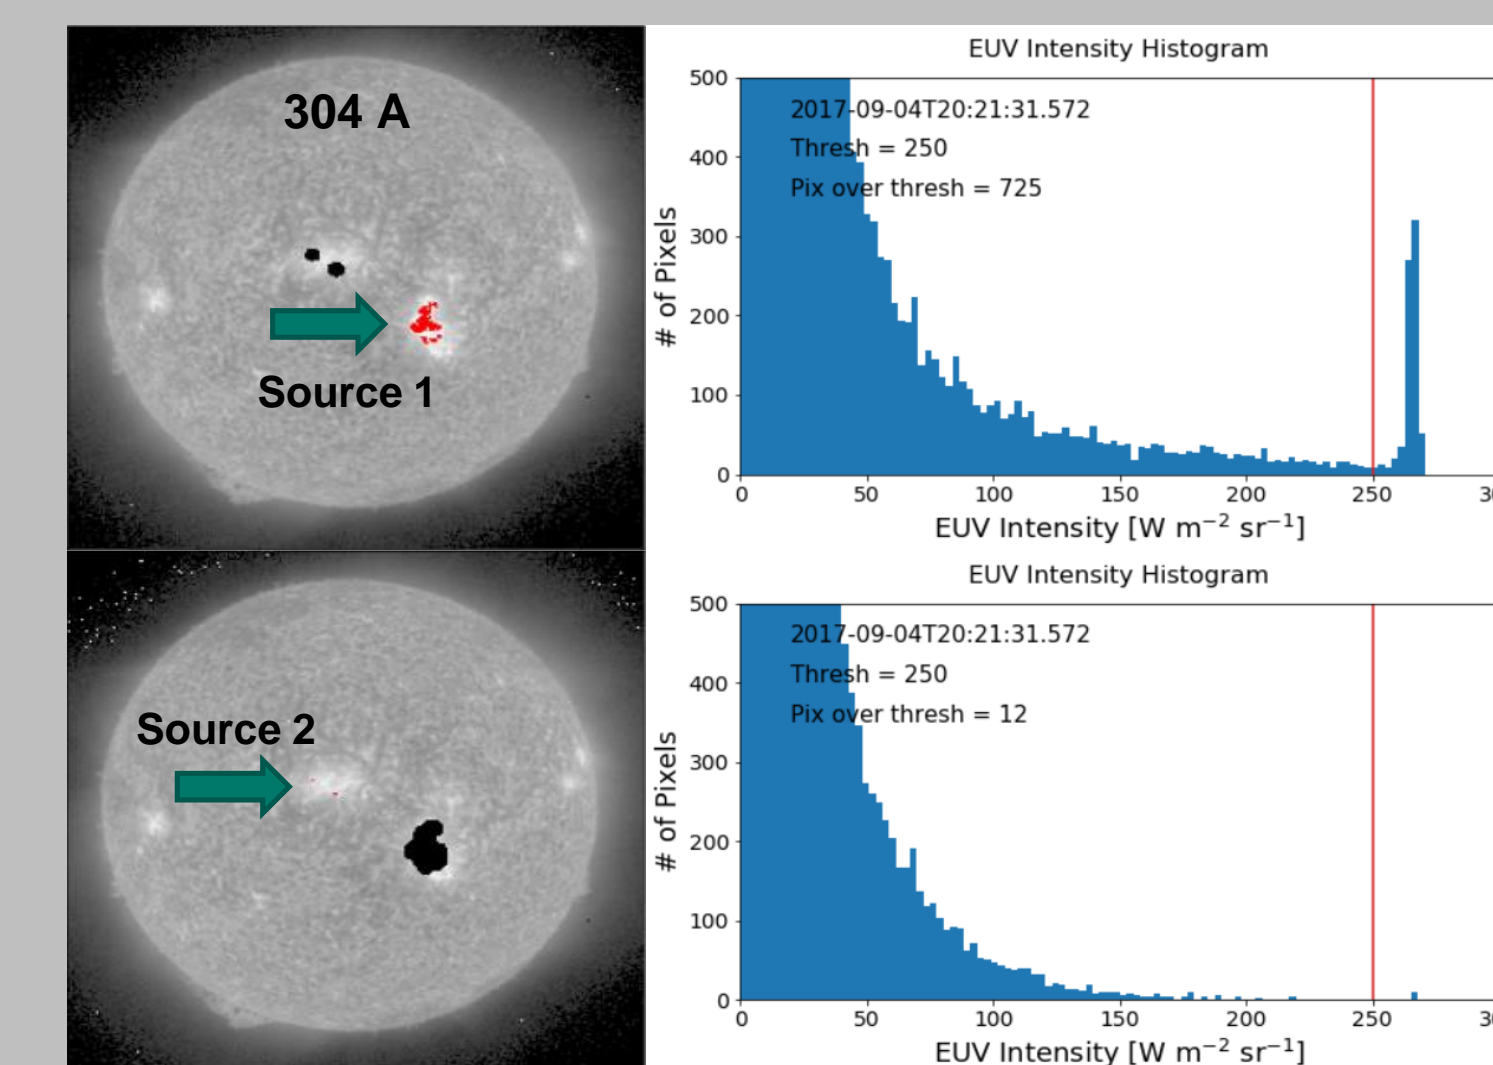 304 A
Source 1
EUV Intensity Histogram
2017-09-04T20:21:31.572
Thresh = 250
Pix over thresh = 725
# of Pixels
500
400
300
200
100
0
0 50 100 150 200 250 30
EUV Intensity [W m⁻² sr⁻¹]
Source 2
EUV Intensity Histogram
2017-09-04T20:21:31.572
Thresh = 250
Pix over thresh = 12
# of Pixels
500
400
300
200
100
0
0 50 100 150 200 250 30
EUV Intensity [W m⁻² sr⁻¹]